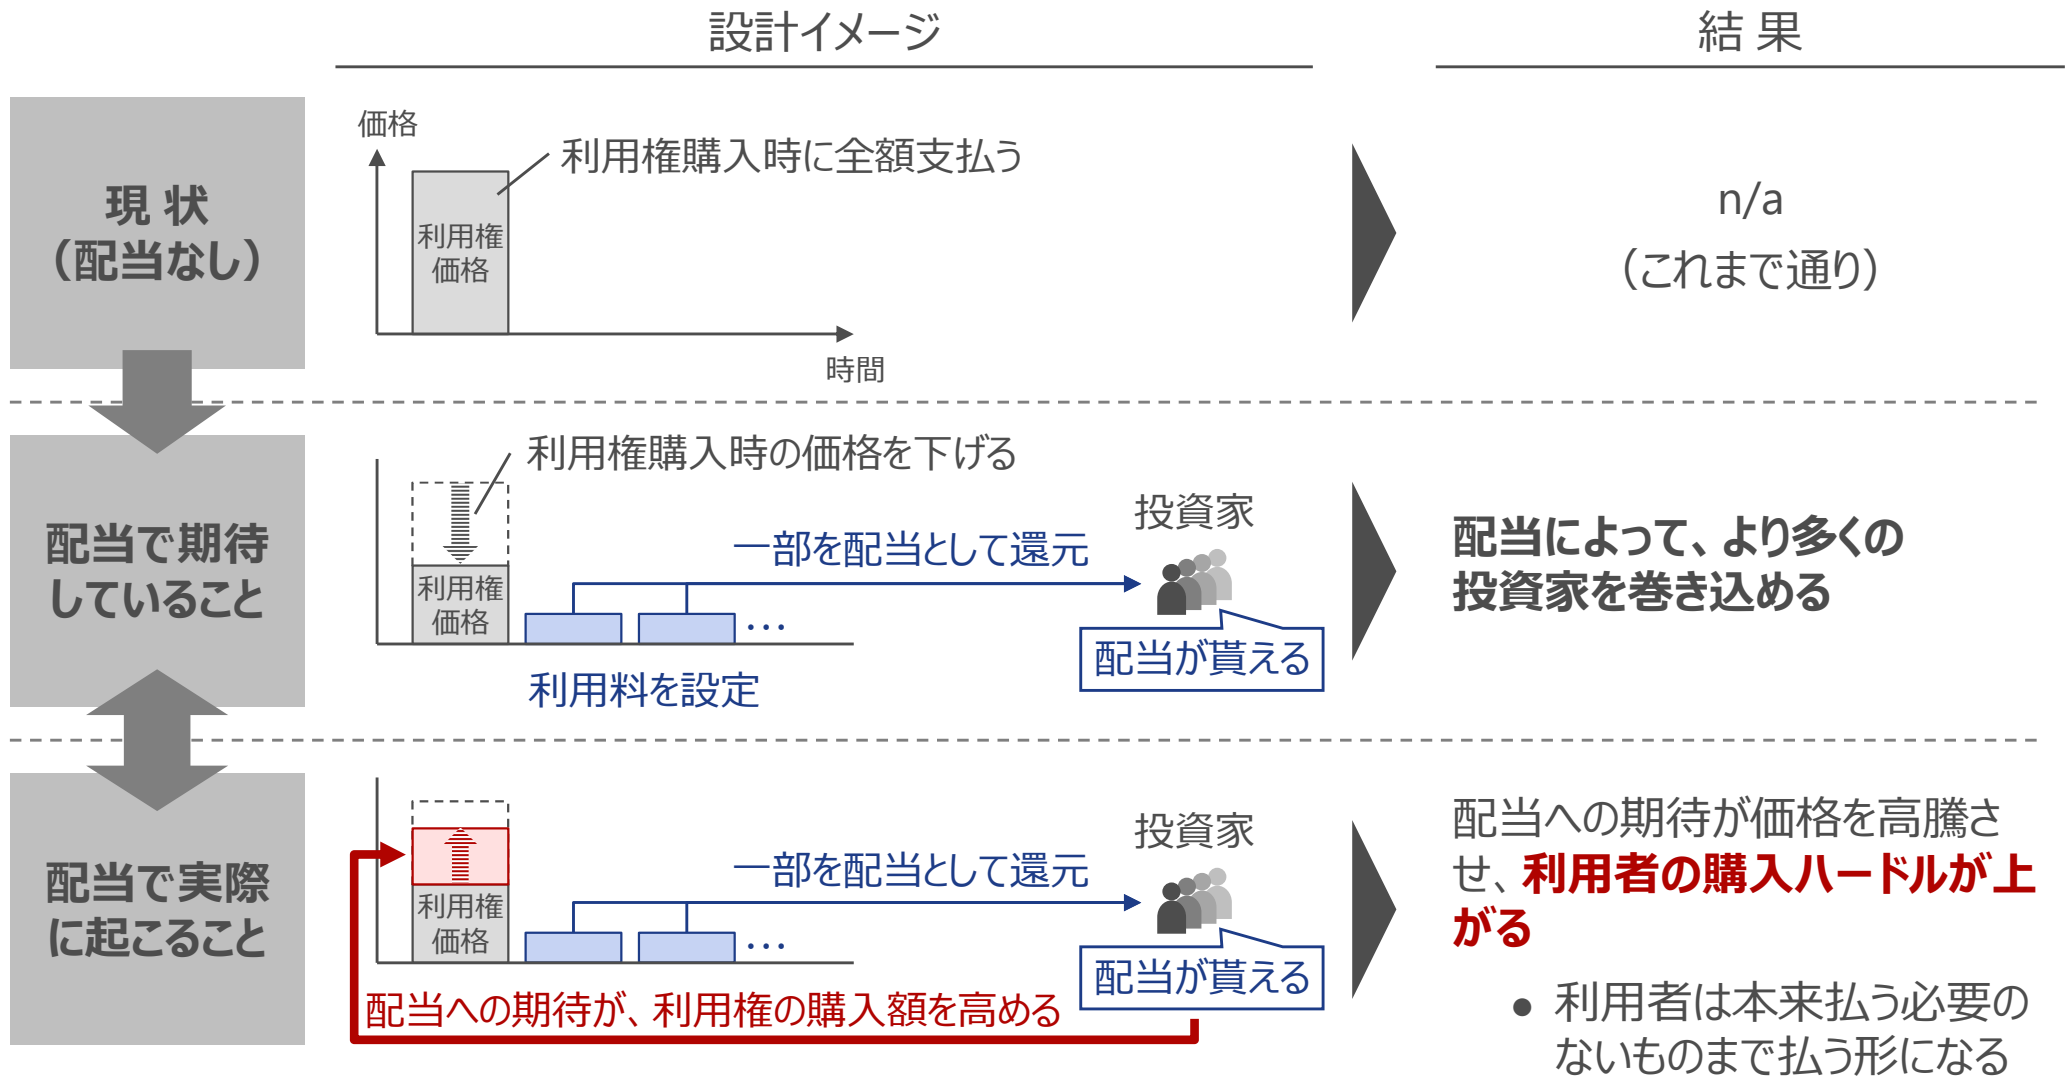 設計イメージ
結 果
現 状
（配当なし）
価格
利用権購入時に全額支払う
利用権
価格
時間
n/a
（これまで通り）
配当で期待
していること
利用権購入時の価格を下げる
利用権
価格
一部を配当として還元
…
利用料を設定
投資家
配当が貰える
配当によって、より多くの
投資家を巻き込める
配当で実際
に起こること
利用権
価格
一部を配当として還元
…
投資家
配当が貰える
配当への期待が、利用権の購入額を高める
配当への期待が価格を高騰さ
せ、利用者の購入ハードルが上
がる
● 利用者は本来払う必要の
ないものまで払う形になる